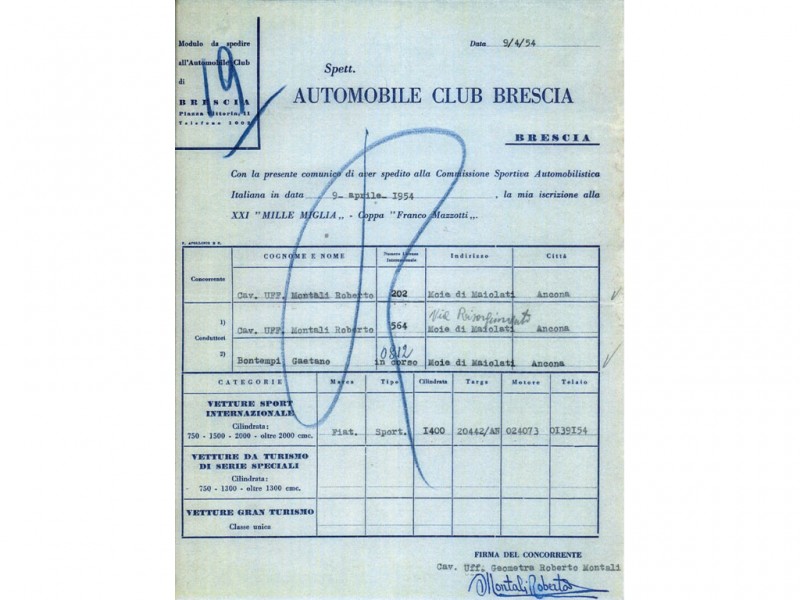 Modulo da spedire
all'Automobile Club
di
BRESCIA
Piazza Vittoria, 11
19
Data 9/4/54
Spett.
AUTOMOBILE CLUB BRESCIA
BRESCIA
Con la presente comunico di aver spedito alla Commissione Sportiva Automobilistica
Italiana in data 9- aprile- 1954 , la mia iscrizione alla
XXI "MILLE MIGLIA„ - Coppa "Franco Mazzotti„.
COGNOME E NOME Numero Licenza Internazionale Indirizzo Città
Concorrente Cav. UFF. Montali Roberto 202 Moie di Maiolati Ancona
Via Risorgimento
1) Cav. UFF. Montali Roberto 564 Moie di Maiolati Ancona
Conduttori
0812
2) Bontempi Gaetano in corso Moie di Maiolati Ancona
CATEGORIE Marca Tipo Cilindrata Targa Motore Telaio
VETTURE SPORT
INTERNAZIONALE
Cilindrata:
750 - 1500 - 2000 - oltre 2000 cmc. Fiat. Sport. 1400 20442/AN 024073 0139154
VETTURE DA TURISMO
DI SERIE SPECIALI
Cilindrata:
750 - 1300 - oltre 1300 cmc.
VETTURE GRAN TURISMO
Classe unica
FIRMA DEL CONCORRENTE
Cav. Uff. Geometra Roberto Montali
Montali Roberto